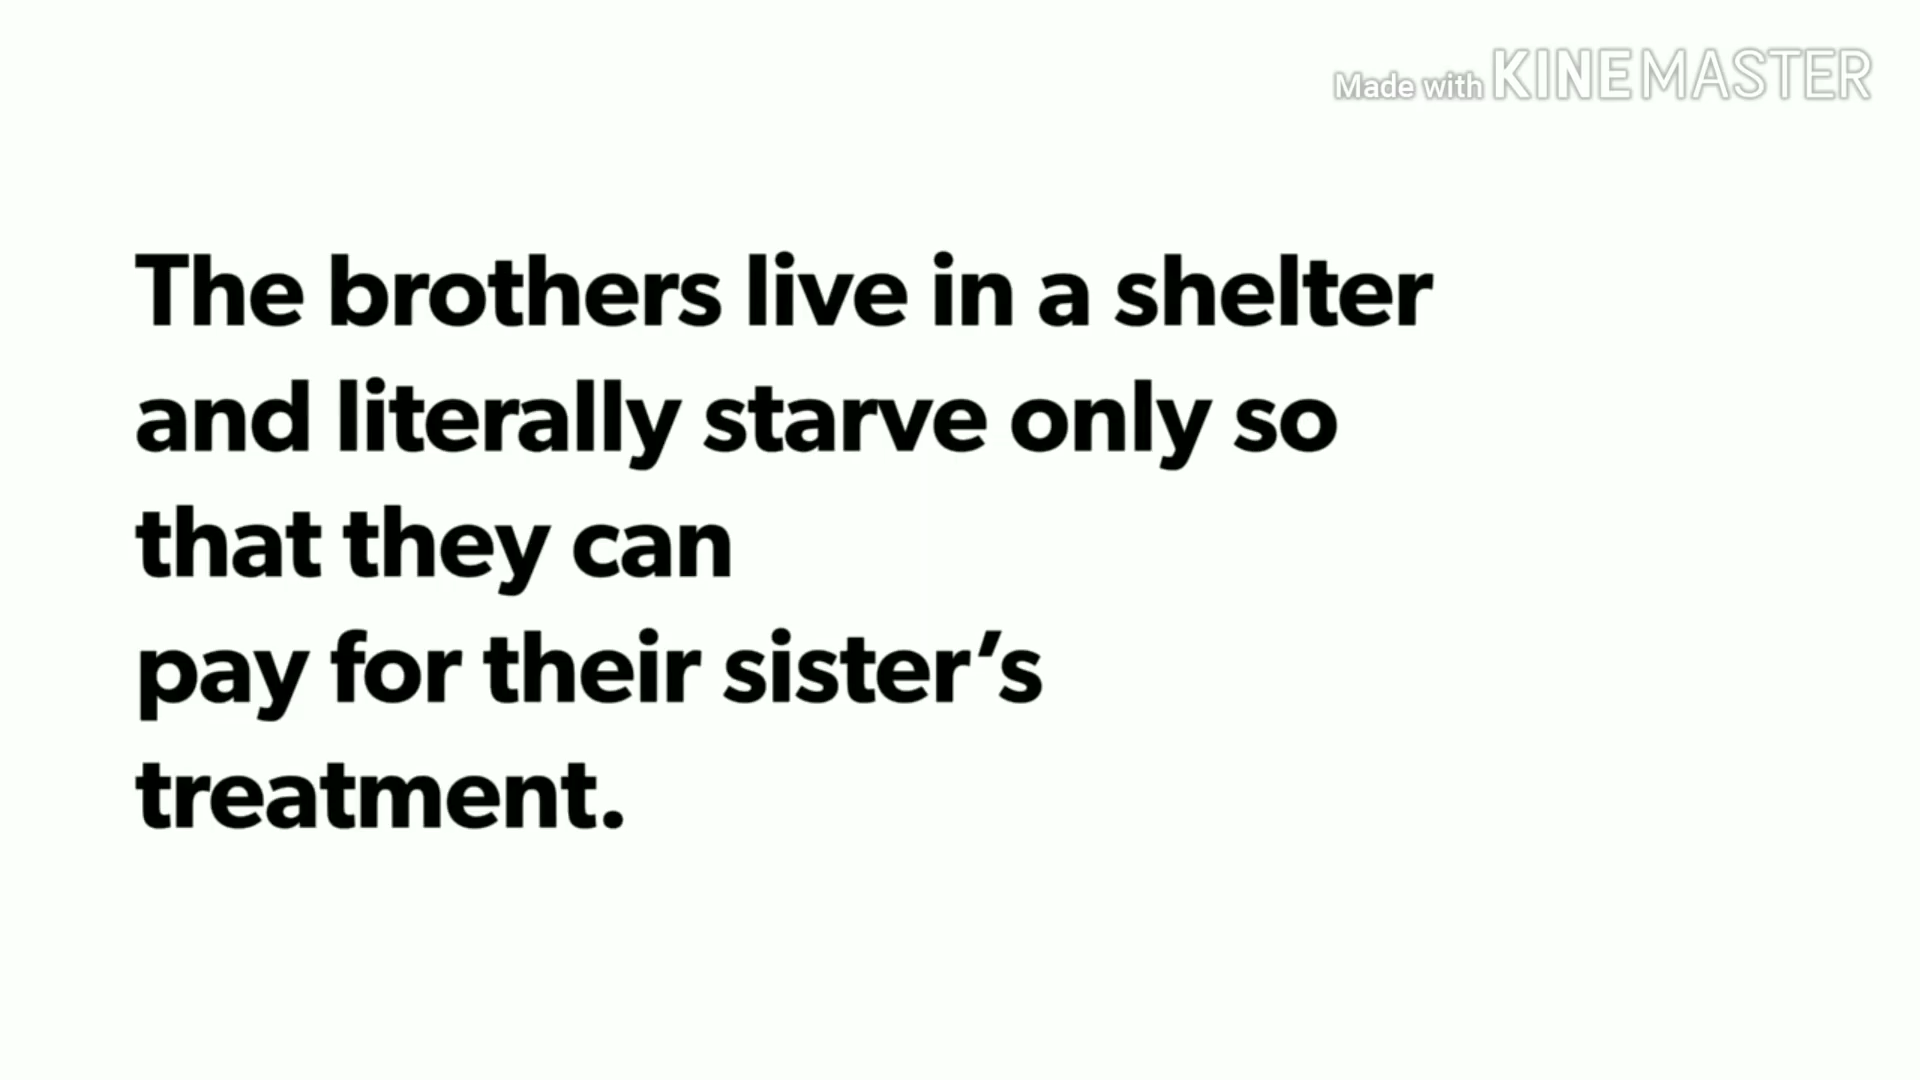 Made with KINEMASTER
The brothers live in a shelter
and literally starve only so
that they can
pay for their sister’s
treatment.